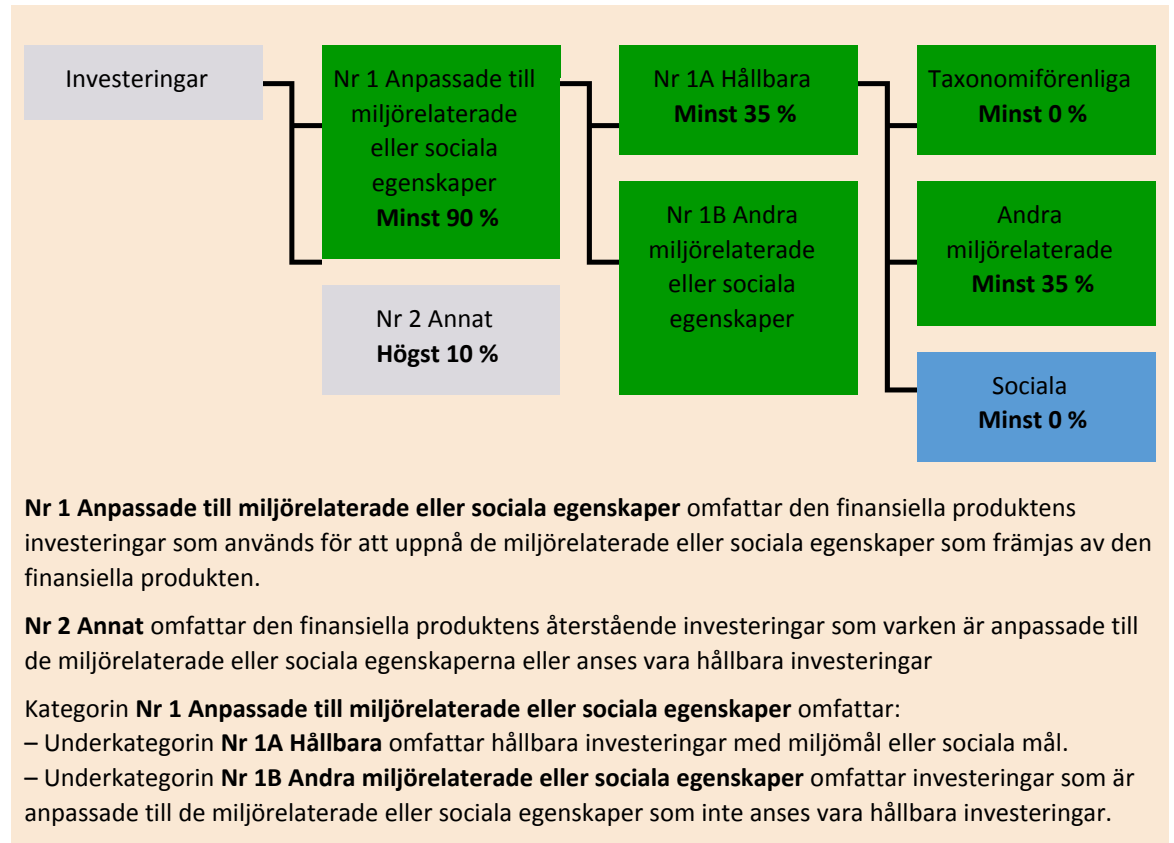 Investeringar
Nr 1 Anpassade till
miljörelaterade
eller sociala
egenskaper
Minst 90 %
Nr 2 Annat
Högst 10 %
Nr 1A Hållbara
Minst 35 %
Nr 1B Andra
miljörelaterade
eller sociala
egenskaper
Taxonomiförenliga
Minst 0 %
Andra
miljörelaterade
Minst 35 %
Sociala
Minst 0 %
Nr 1 Anpassade till miljörelaterade eller sociala egenskaper omfattar den finansiella produktens
investeringar som används för att uppnå de miljörelaterade eller sociala egenskaper som främjas av den
finansiella produkten.
Nr 2 Annat omfattar den finansiella produktens återstående investeringar som varken är anpassade till
de miljörelaterade eller sociala egenskaperna eller anses vara hållbara investeringar
Kategorin Nr 1 Anpassade till miljörelaterade eller sociala egenskaper omfattar:
– Underkategorin Nr 1A Hållbara omfattar hållbara investeringar med miljömål eller sociala mål.
– Underkategorin Nr 1B Andra miljörelaterade eller sociala egenskaper omfattar investeringar som är
anpassade till de miljörelaterade eller sociala egenskaper som inte anses vara hållbara investeringar.